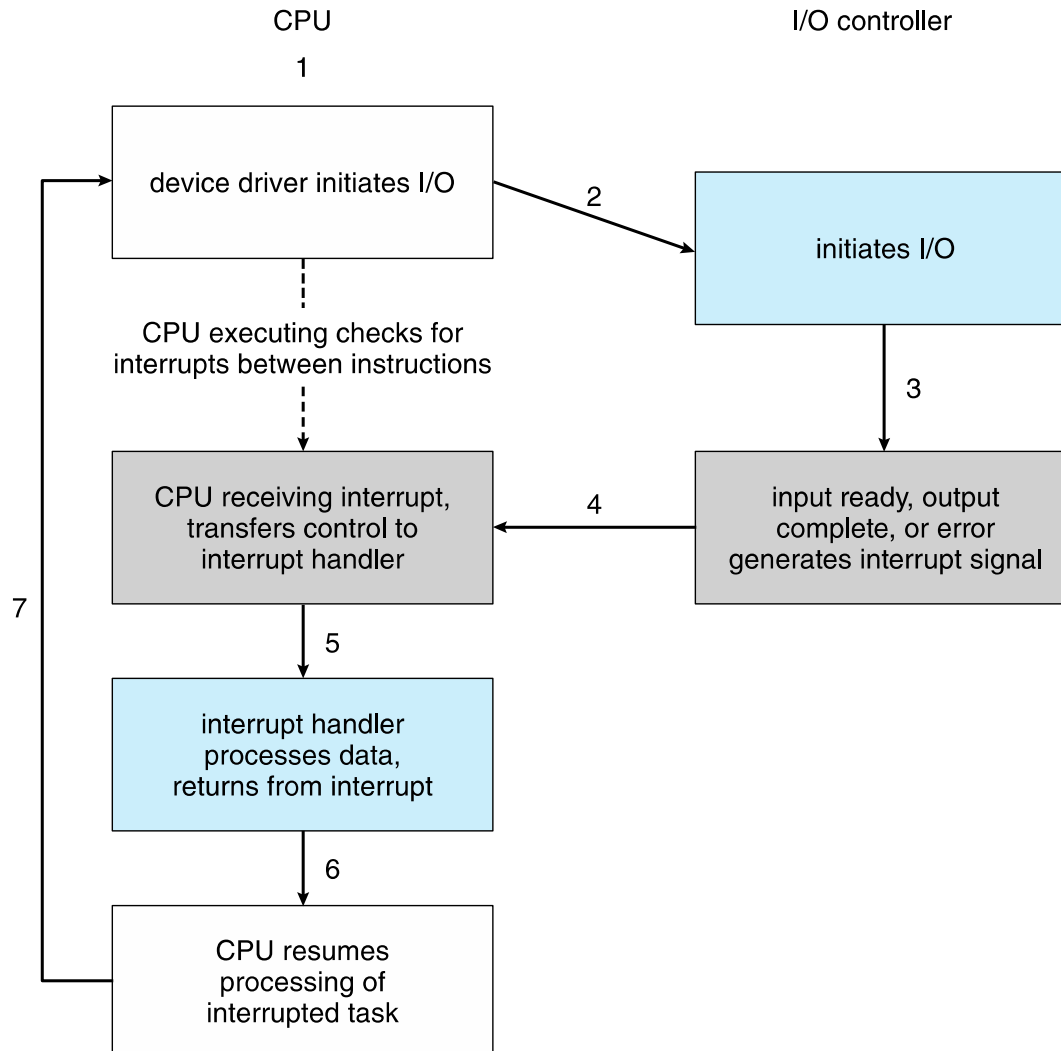 CPU
I/O controller
1
device driver initiates I/O
2
initiates I/O
CPU executing checks for
interrupts between instructions
3
CPU receiving interrupt,
transfers control to
interrupt handler
4
input ready, output
complete, or error
generates interrupt signal
7
5
interrupt handler
processes data,
returns from interrupt
6
CPU resumes
processing of
interrupted task